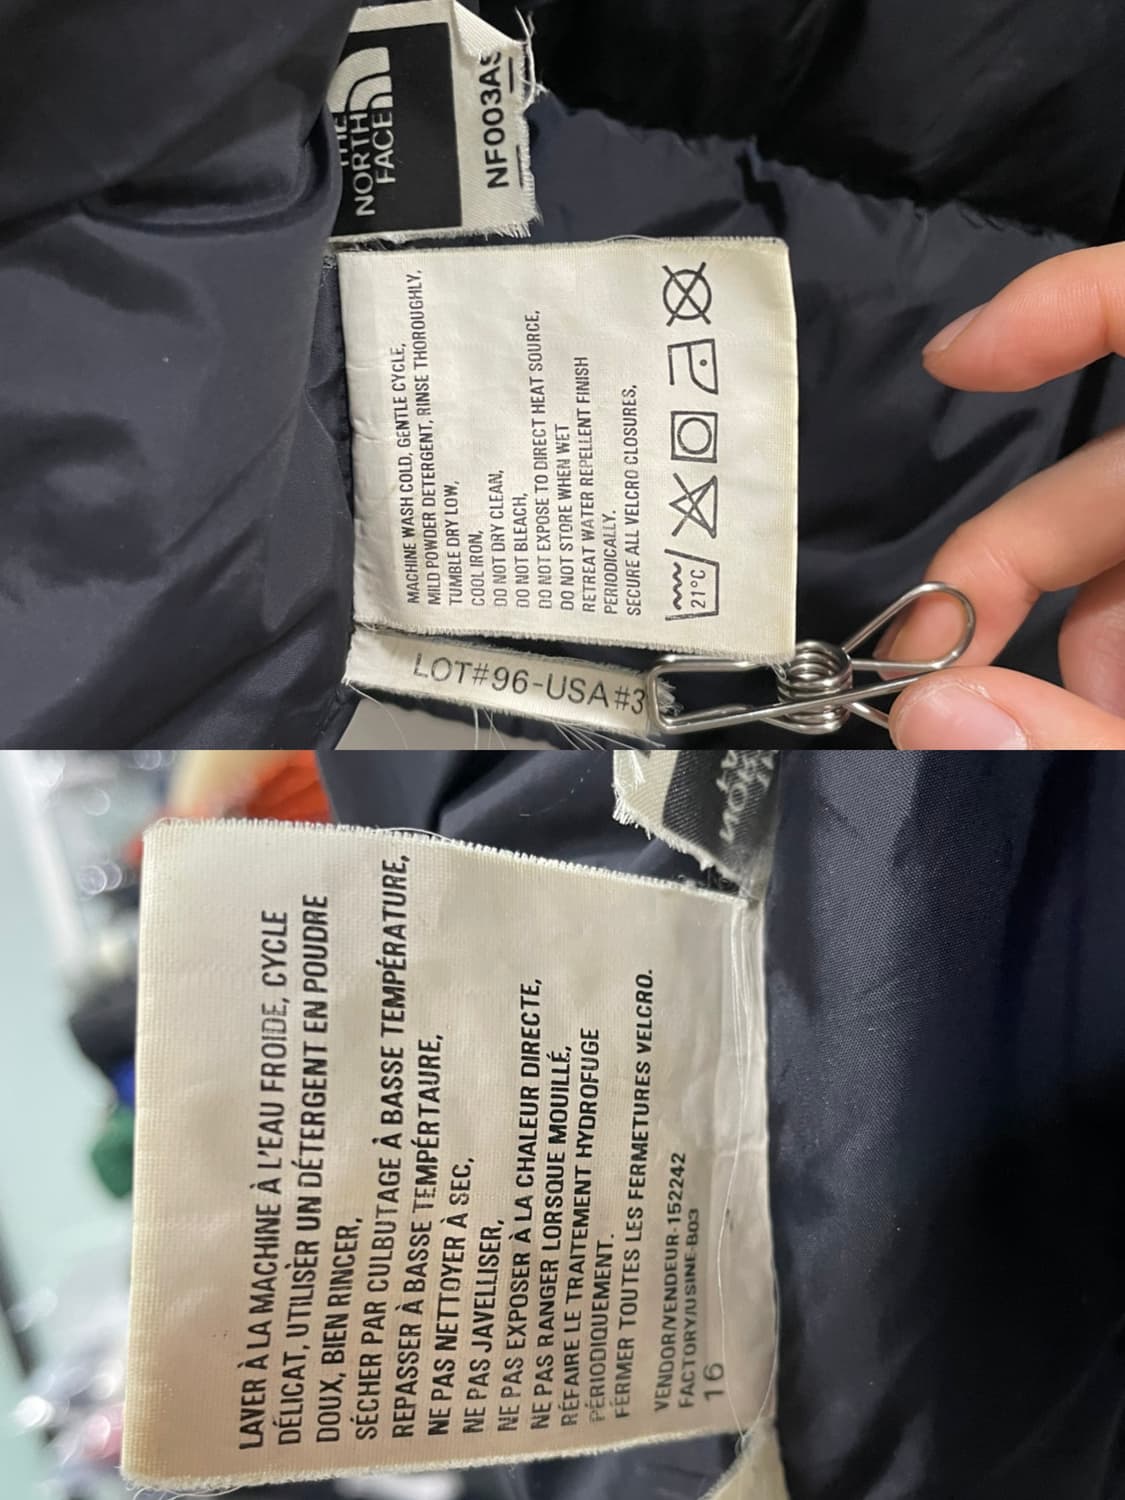 THE
NORTH
FACE
NF003AS
MACHINE WASH COLD, GENTLE CYCLE,
MILD POWDER DETERGENT, RINSE THOROUGHLY,
TUMBLE DRY LOW,
COOL IRON,
DO NOT DRY CLEAN,
DO NOT BLEACH,
DO NOT EXPOSE TO DIRECT HEAT SOURCE,
DO NOT STORE WHEN WET
RETREAT WATER REPELLENT FINISH
PERIODICALLY.
SECURE ALL VELCRO CLOSURES,
21°C
LOT#96-USA#3
LAVER À LA MACHINE À L'EAU FROIDE, CYCLE
DÉLICAT, UTILISER UN DÉTERGENT EN POUDRE
DOUX, BIEN RINCER,
SÉCHER PAR CULBUTAGE À BASSE TEMPÉRATURE,
REPASSER À BASSE TEMPÉRTAURE,
NE PAS NETTOYER À SEC,
NE PAS JAVELLISER,
NE PAS EXPOSER À LA CHALEUR DIRECTE,
NE PAS RANGER LORSQUE MOUILLÉ,
RÉFAIRE LE TRAITEMENT HYDROFUGE
PÉRIODIQUEMENT.
FÉRMER TOUTES LES FERMETURES VELCRO.
VENDOR/VENDEUR-152242
FACTORY/USINE-B03
16